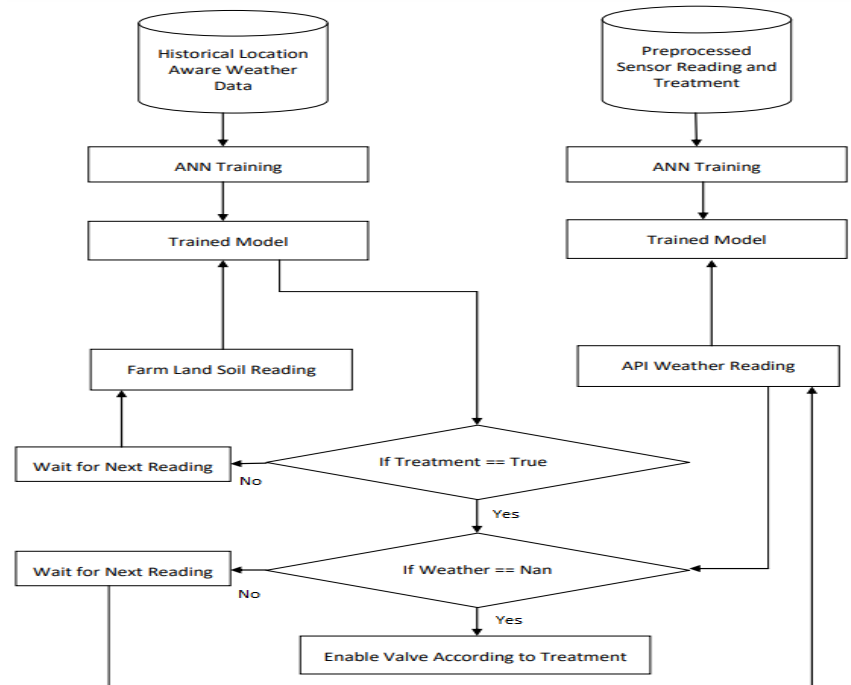 Historical Location
Aware Weather
Data
Preprocessed
Sensor Reading and
Treatment
ANN Training
ANN Training
Trained Model
Trained Model
Farm Land Soil Reading
API Weather Reading
If Treatment == True
Wait for Next Reading
No
Yes
If Weather == Nan
Wait for Next Reading
No
Yes
Enable Valve According to Treatment